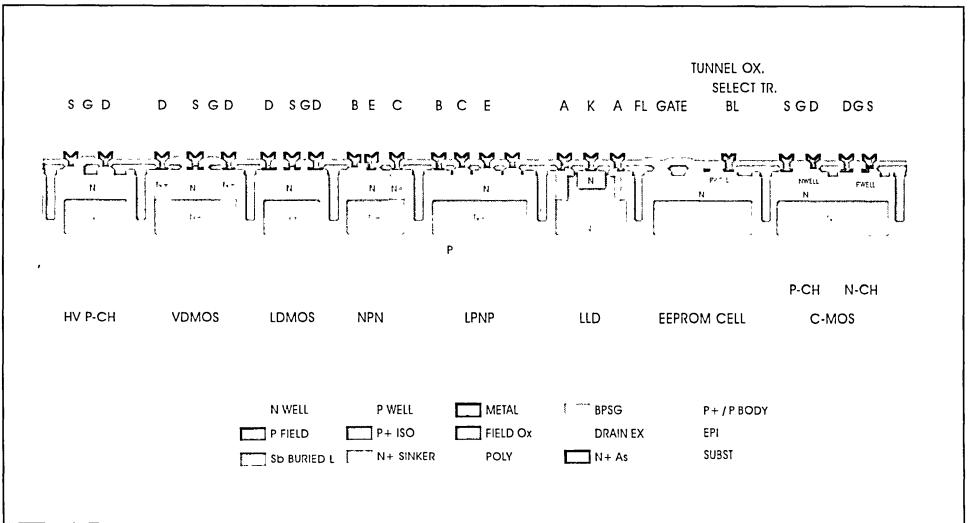 TUNNEL OX.
SELECT TR.
S G D D S G D D S G D B E C B C E A K A FL GATE BL S G D D G S
N N+ N N+ N N N+ N N N N NWELL PWELL
N
P
P-CH N-CH
HV P-CH VDMOS LDMOS NPN LPNP LLD EEPROM CELL C-MOS
N WELL P WELL METAL BPSG P+ / P BODY
P FIELD P+ ISO FIELD Ox DRAIN EX EPI
Sb BURIED L N+ SINKER POLY N+ As SUBST